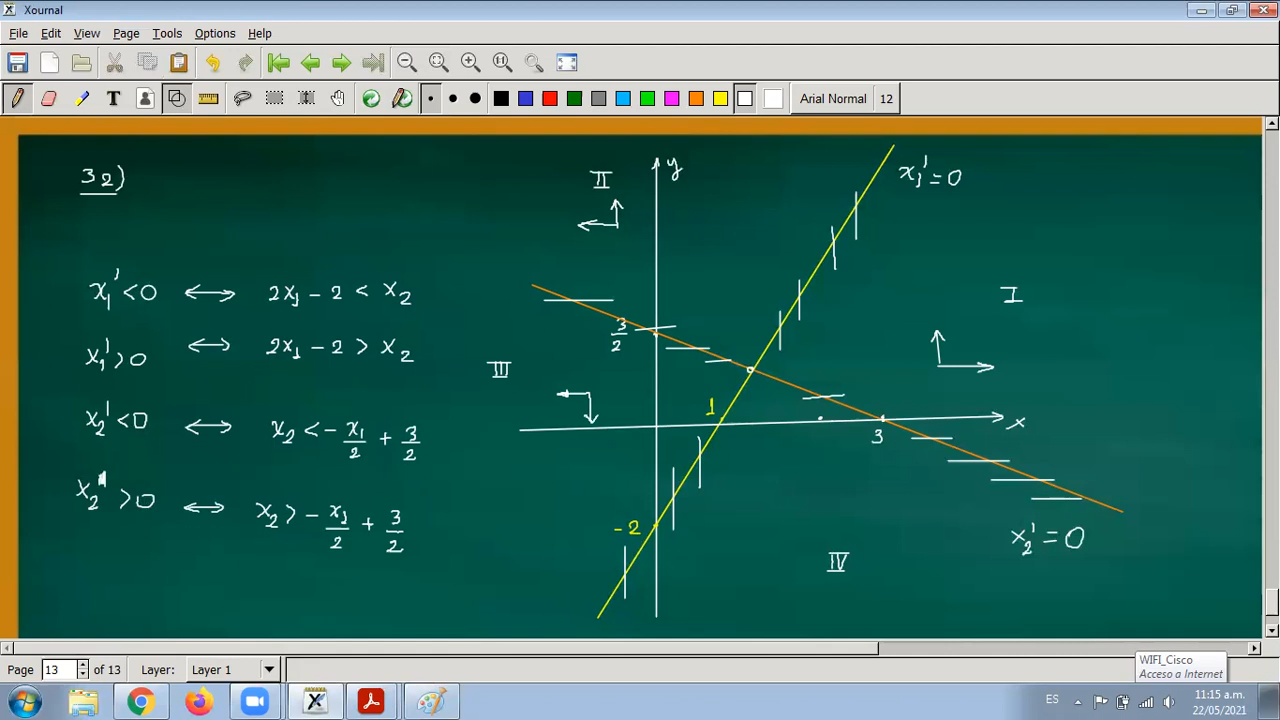 Xournal
File Edit View Page Tools Options Help
Arial Normal 12
32)
x₁' < 0 ⟷ 2x₁ - 2 < x₂
x₁' > 0 ⟷ 2x₁ - 2 > x₂
x₂' < 0 ⟷ x₂ < - x₁/2 + 3/2
x₂' > 0 ⟷ x₂ > - x₁/2 + 3/2
II
y
x₁' = 0
I
3/2
III
1
3
x
-2
IV
x₂' = 0
Page 13 of 13 Layer: Layer 1
WIFI_Cisco
Acceso a Internet
ES
11:15 a.m.
22/05/2021